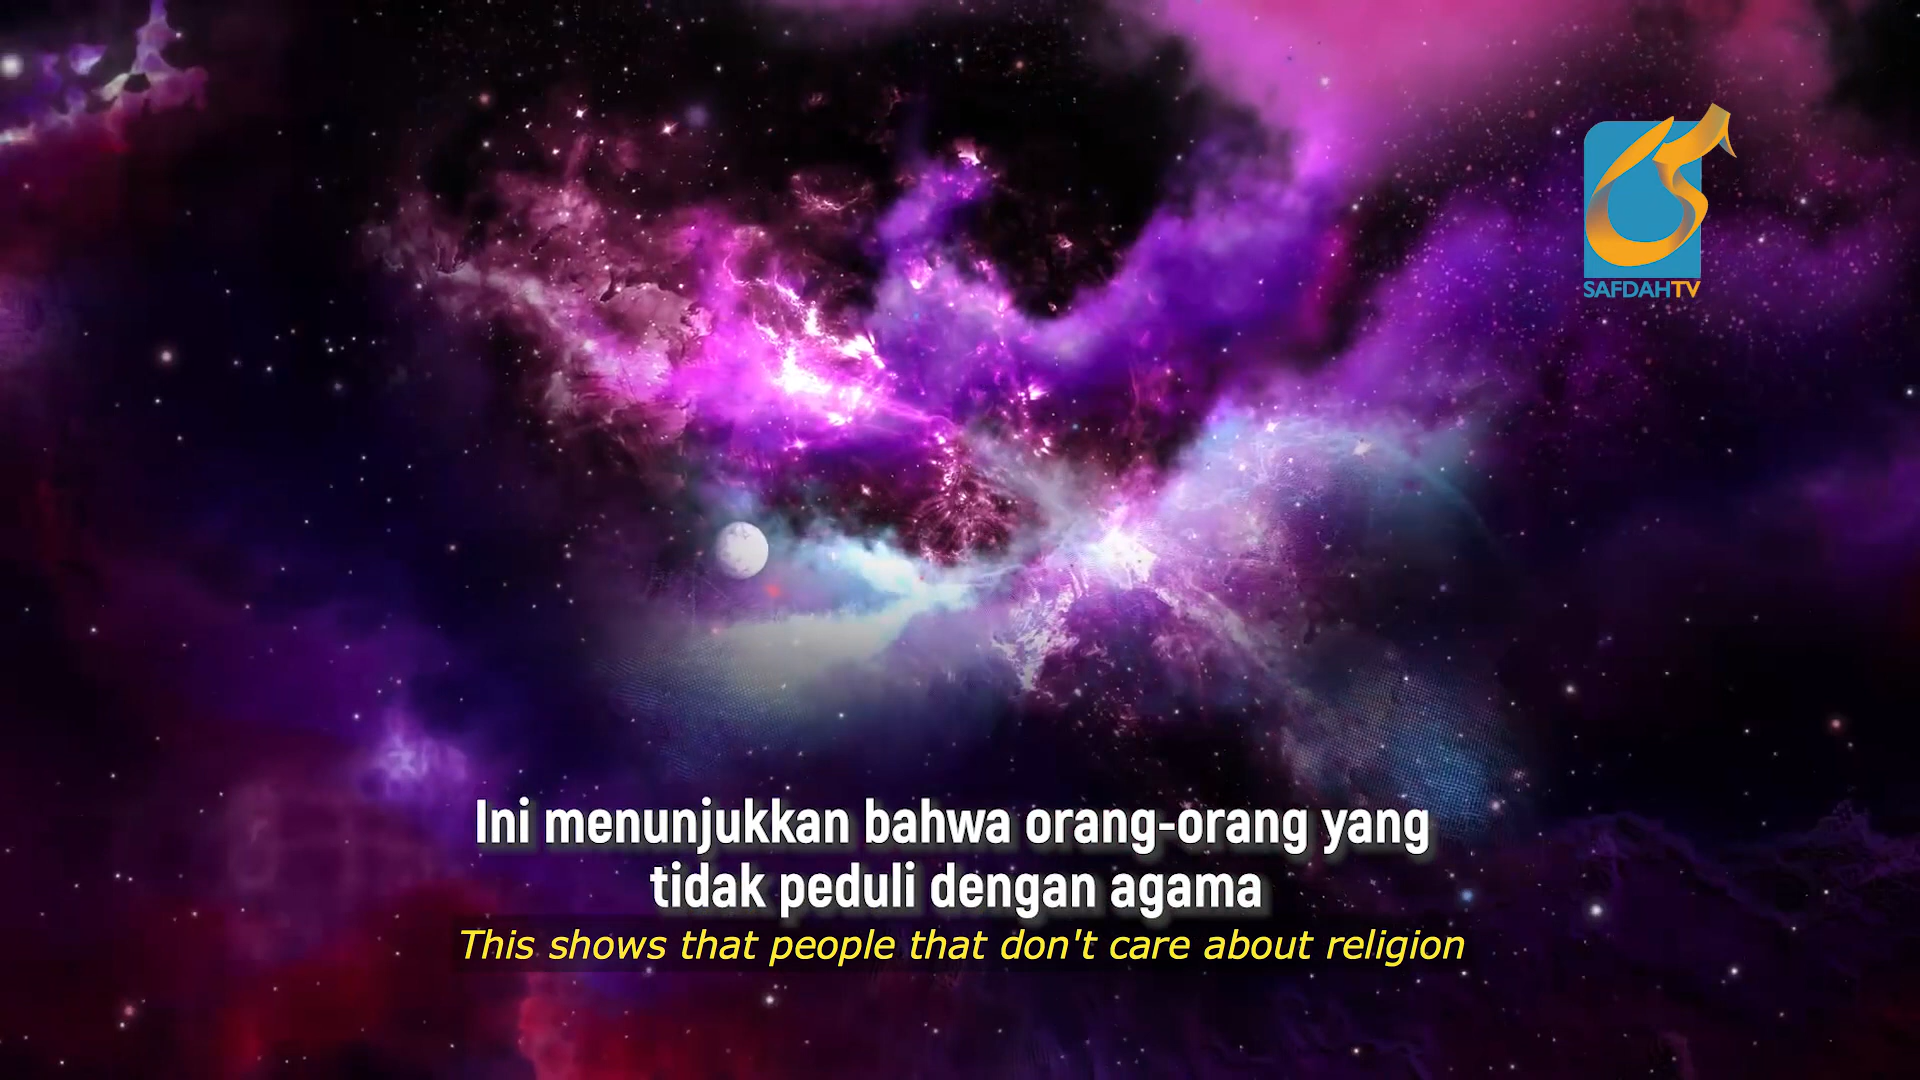 SAFDAHTV
Ini menunjukkan bahwa orang-orang yang
tidak peduli dengan agama
This shows that people that don't care about religion